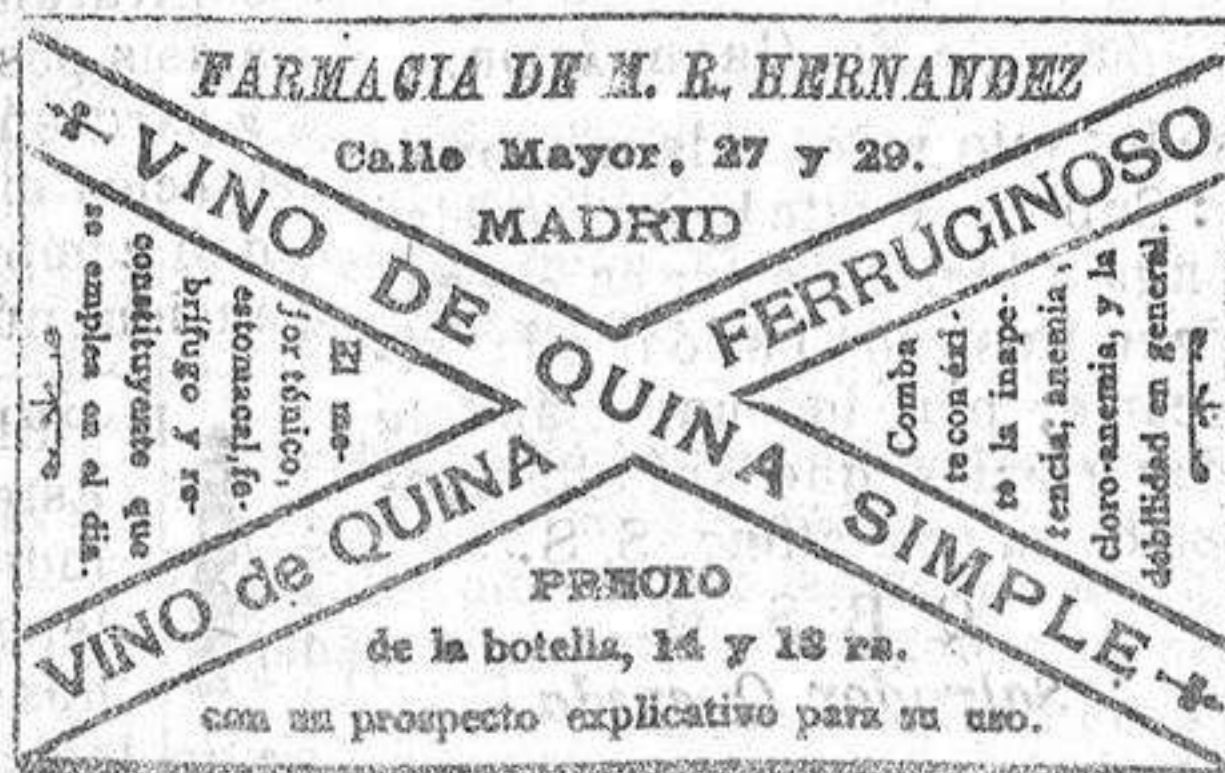 FARMACIA DE M. R. HERNANDEZ
Calle Mayor, 27 y 29.
MADRID
VINO DE QUINA SIMPLE
VINO de QUINA FERRUGINOSO
El me-
jor tónico,
estomacal, fe-
brífugo y re-
constituyente que
se emplea en el dia.
Comba
te con éxi-
to la inape-
tencia; anemia,
cloro-anemia, y la
debilidad en general.
PRECIO
de la botella, 14 y 18 rs.
con un prospecto explicativo para su uso.